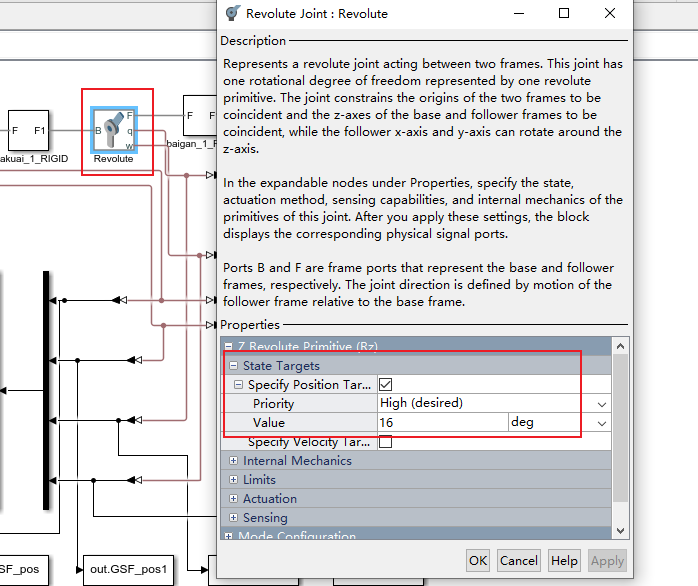 Revolute Joint : Revolute
Description
Represents a revolute joint acting between two frames. This joint has
one rotational degree of freedom represented by one revolute
primitive. The joint constrains the origins of the two frames to be
coincident and the z-axes of the base and follower frames to be
coincident, while the follower x-axis and y-axis can rotate around the
z-axis.
In the expandable nodes under Properties, specify the state,
actuation method, sensing capabilities, and internal mechanics of the
primitives of this joint. After you apply these settings, the block
displays the corresponding physical signal ports.
Ports B and F are frame ports that represent the base and follower
frames, respectively. The joint direction is defined by motion of the
follower frame relative to the base frame.
Properties
Z Revolute Primitive (Rz)
State Targets
Specify Position Tar...
Priority High (desired)
Value 16 deg
Specify Velocity Tar...
Internal Mechanics
Limits
Actuation
Sensing
Mode Configuration
OK Cancel Help Apply
F F1
akuai_1_RIGID
B F
q
w
Revolute
F F
baigan_1_F
SF_pos
out.GSF_pos1